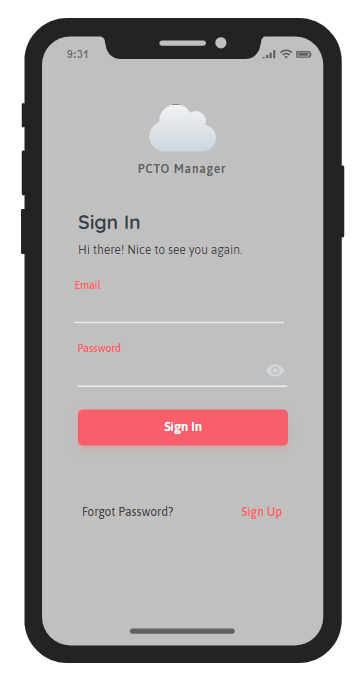 9:31
PCTO Manager
Sign In
Hi there! Nice to see you again.
Email
Password
Sign In
Forgot Password? Sign Up